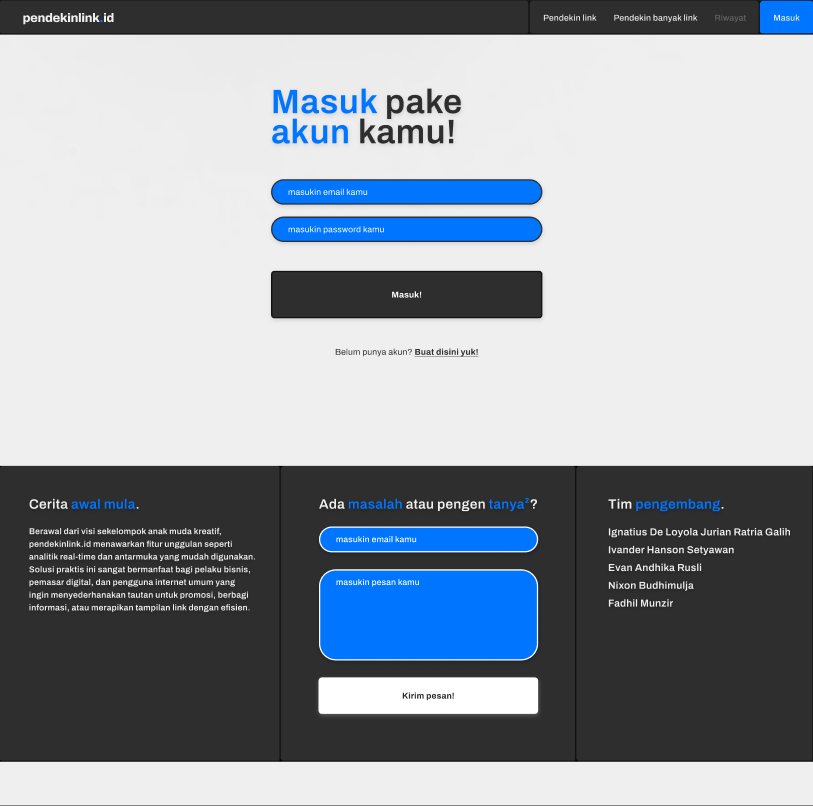 pendekinlink.id
Pendekin link
Pendekin banyak link
Riwayat
Masuk
Masuk pake
akun kamu!
masukin email kamu
masukin password kamu
Masuk!
Belum punya akun? Buat disini yuk!
Cerita awal mula.
Berawal dari visi sekelompok anak muda kreatif,
pendekinlink.id menawarkan fitur unggulan seperti
analitik real-time dan antarmuka yang mudah digunakan.
Solusi praktis ini sangat bermanfaat bagi pelaku bisnis,
pemasar digital, dan pengguna internet umum yang
ingin menyederhanakan tautan untuk promosi, berbagi
informasi, atau merapikan tampilan link dengan efisien.
Ada masalah atau pengen tanya²?
masukin email kamu
masukin pesan kamu
Kirim pesan!
Tim pengembang.
Ignatius De Loyola Jurian Ratria Galih
Ivander Hanson Setyawan
Evan Andhika Rusli
Nixon Budhimulja
Fadhil Munzir